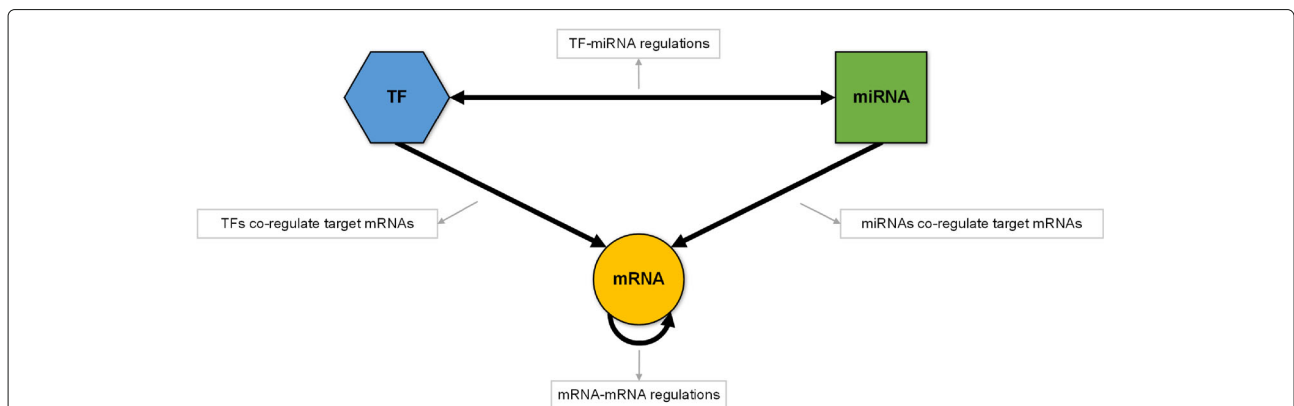 TF-miRNA regulations
TF
miRNA
TFs co-regulate target mRNAs
miRNAs co-regulate target mRNAs
mRNA
mRNA-mRNA regulations